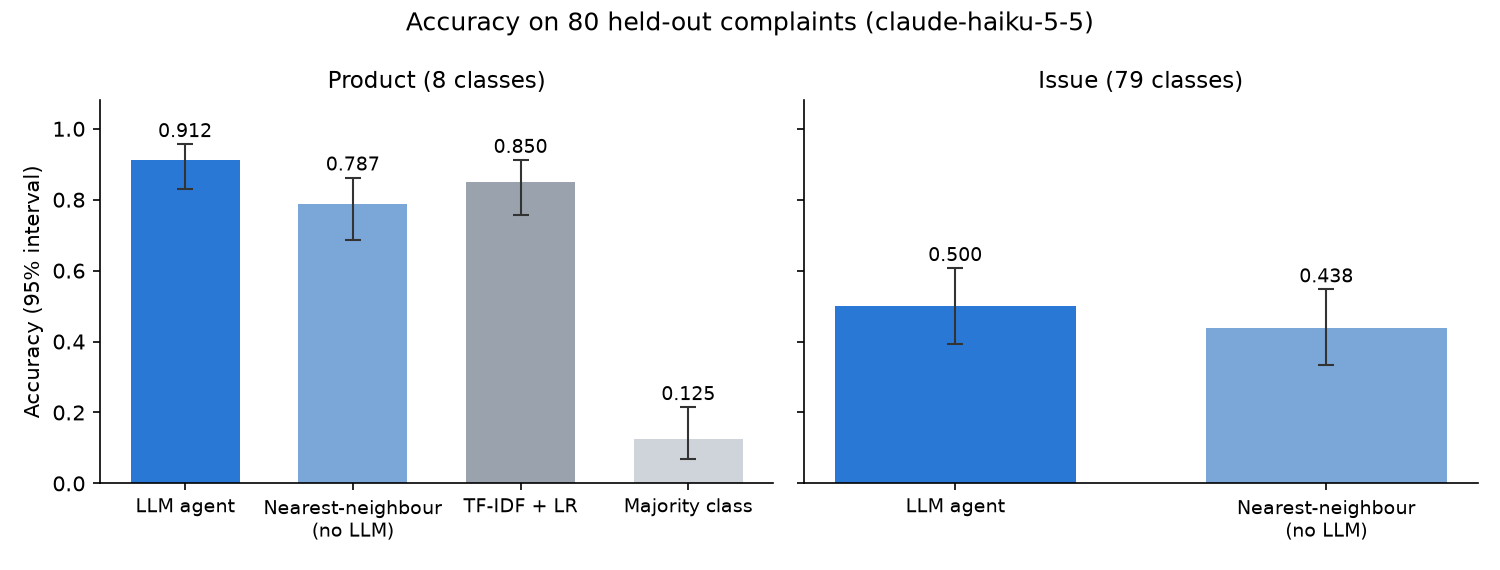 Accuracy on 80 held-out complaints (claude-haiku-5-5)
Product (8 classes)
Accuracy (95% interval)
1.0
0.8
0.6
0.4
0.2
0.0
0.912
0.787
0.850
0.125
LLM agent
Nearest-neighbour
(no LLM)
TF-IDF + LR
Majority class
Issue (79 classes)
0.500
0.438
LLM agent
Nearest-neighbour
(no LLM)